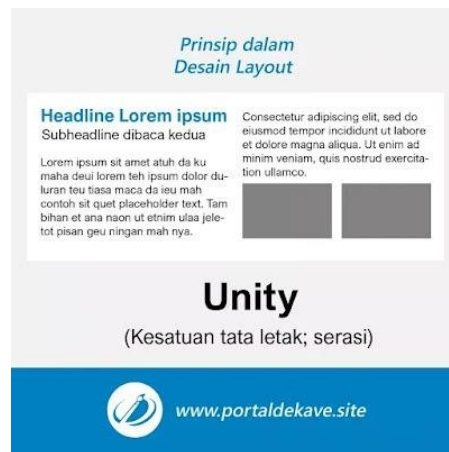 Prinsip dalam
Desain Layout
Headline Lorem ipsum
Subheadline dibaca kedua
Lorem ipsum sit amet atuh da ku
maha deui lorem teh ipsum dolor du-
luran teu tiasa maca da ieu mah
contoh sit quet placeholder text. Tam
bihan et ana naon ut etnim ulaa jele-
tot pisan geu ningan mah nya.
Consectetur adipiscing elit, sed do
eiusmod tempor incididunt ut labore
et dolore magna aliqua. Ut enim ad
minim veniam, quis nostrud exercita-
tion ullamco.
Unity
(Kesatuan tata letak; serasi)
www.portaldekave.site